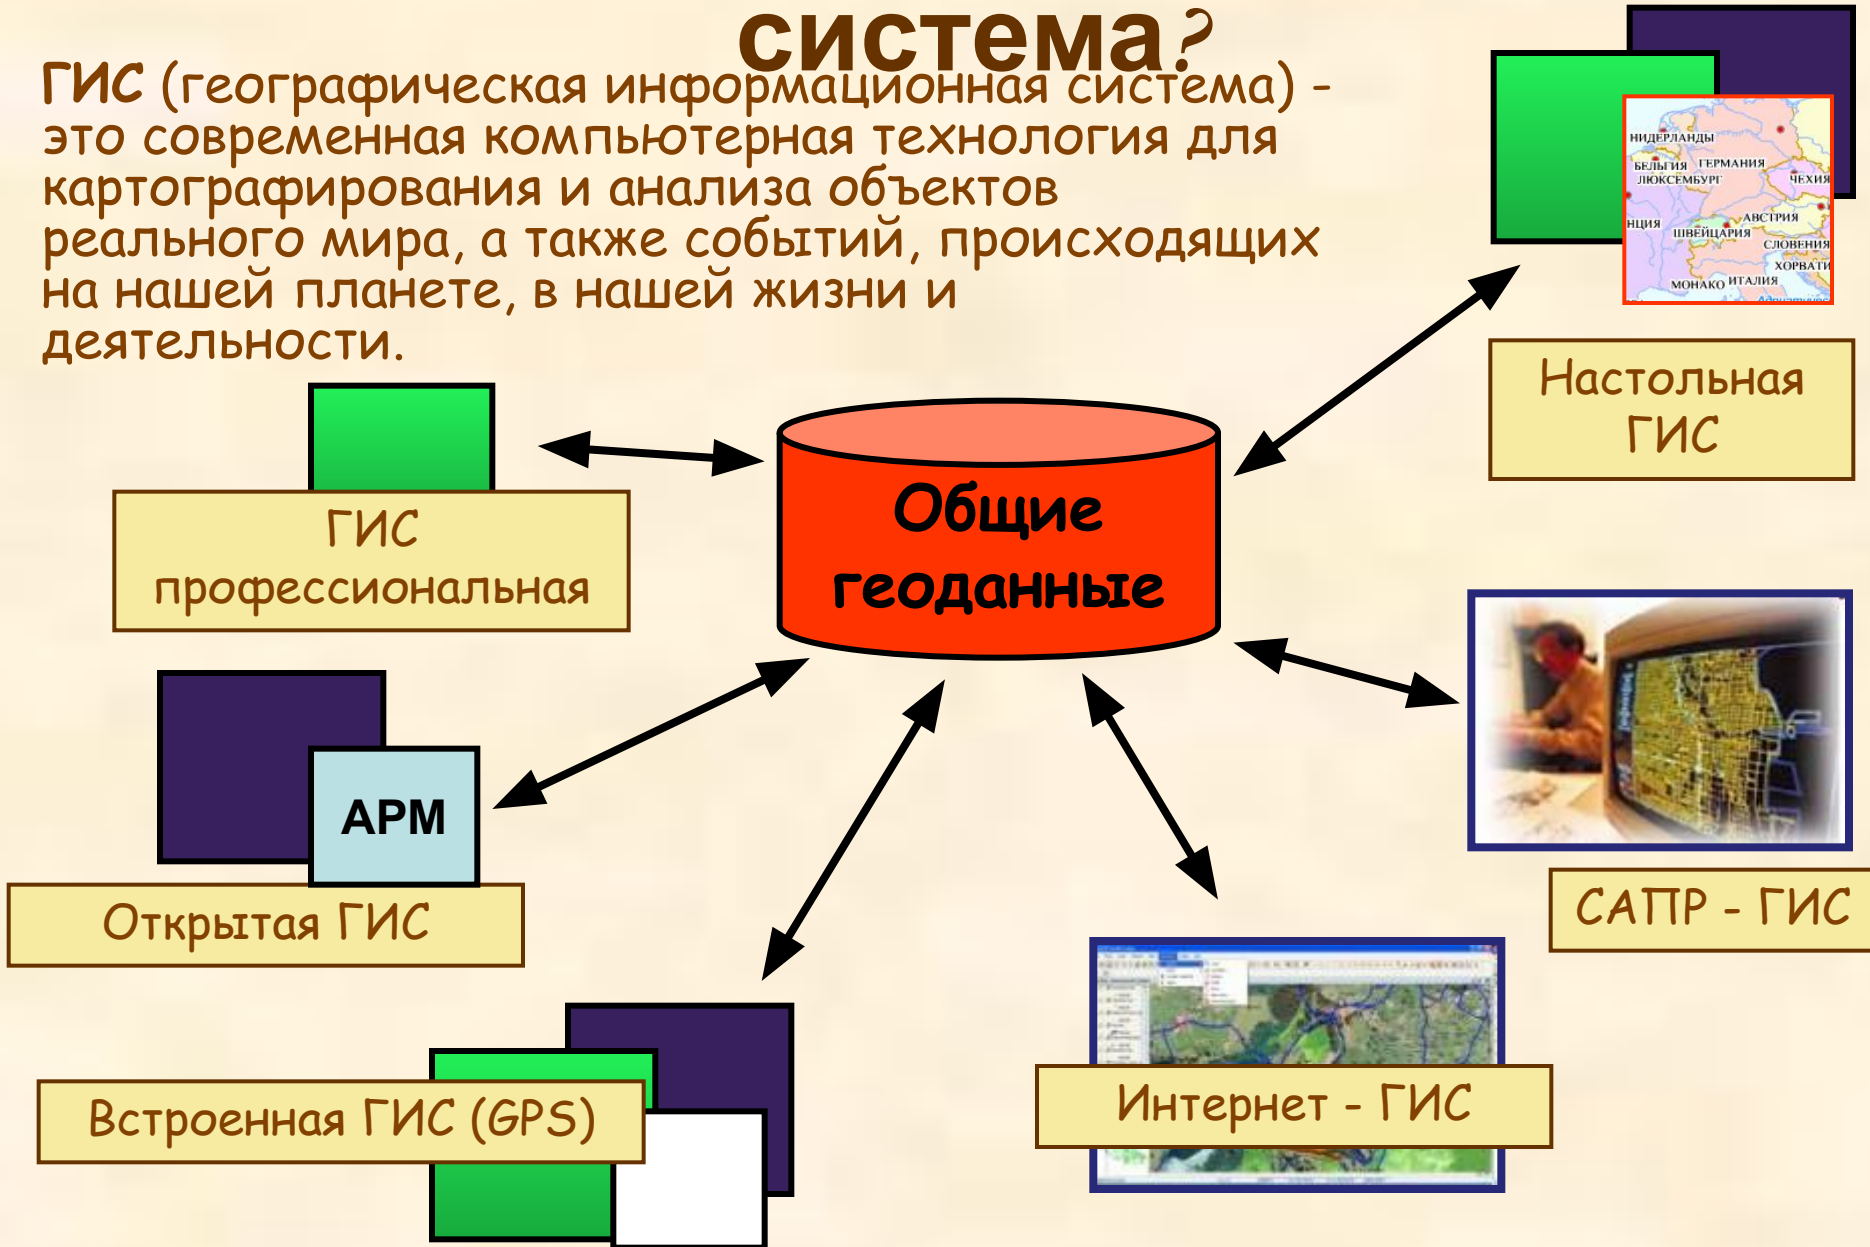 система?
ГИС (географическая информационная система) -
это современная компьютерная технология для
картографирования и анализа объектов
реального мира, а также событий, происходящих
на нашей планете, в нашей жизни и
деятельности.
НИДЕРЛАНДЫ
БЕЛЬГИЯ ГЕРМАНИЯ
ЛЮКСЕМБУРГ
ЧЕХИЯ
НЦИЯ
АВСТРИЯ
ШВЕЙЦАРИЯ
СЛОВЕНИЯ
ХОРВАТИ
МОНАКО ИТАЛИЯ
Настольная
ГИС
Общие
геоданные
ГИС
профессиональная
АРМ
Открытая ГИС
САПР - ГИС
Встроенная ГИС (GPS)
Интернет - ГИС